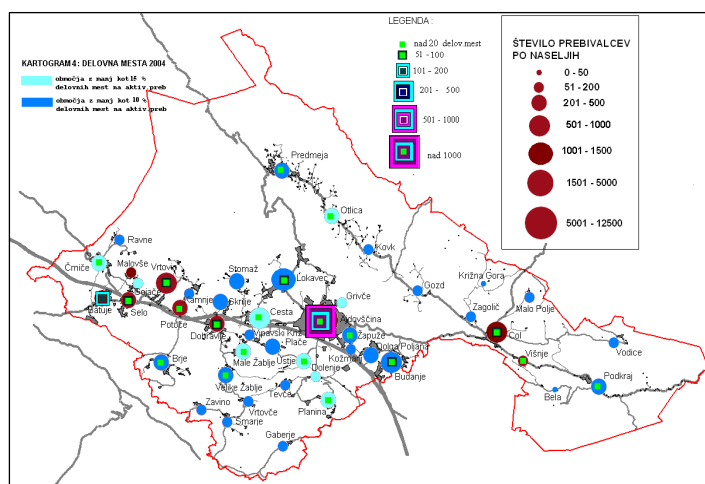 KARTOGRAM 4 : DELOVNA MESTA 2004
območja z manj kot 15 %
delovnih mest na aktiv.preb
območja z manj kot 10 %
delovnih mest na aktiv.preb
LEGENDA :
nad 20 delov.mest
51 - 100
101 - 200
201 - 500
501 - 1000
nad 1000
ŠTEVILO PREBIVALCEV
PO NASELJIH
0 - 50
51 - 200
201 - 500
501 - 1000
1001 - 1500
1501 - 5000
5001 - 12500
Predmeja
Otlica
Kovk
Ravne
Črniče
Malovše
Vrtovin
Stomaž
Lokavec
Gozd
Križna Gora
Gojače
Kamnje
Skrilje
Grivče
Malo Polje
Batuje
Selo
Potoče
Cesta
Ajdovščina
Zagolič
Dobravlje
Vipavski Križ
Žapuže
Col
Plače
Kožmani
Dolga Poljana
Vodice
Brje
Male Žablje
Ustje
Budanje
Višnje
Velike Žablje
Dolenje
Tevče
Podkraj
Bela
Zavino
Vrtovče
Planina
Šmarje
Gaberje